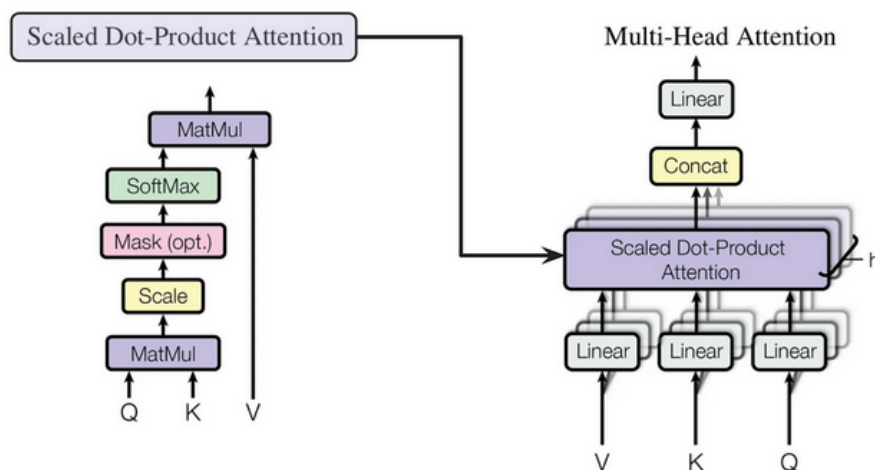 Scaled Dot-Product Attention
MatMul
SoftMax
Mask (opt.)
Scale
MatMul
Q K V
Multi-Head Attention
Linear
Concat
Scaled Dot-Product
Attention
h
Linear Linear Linear
V K Q